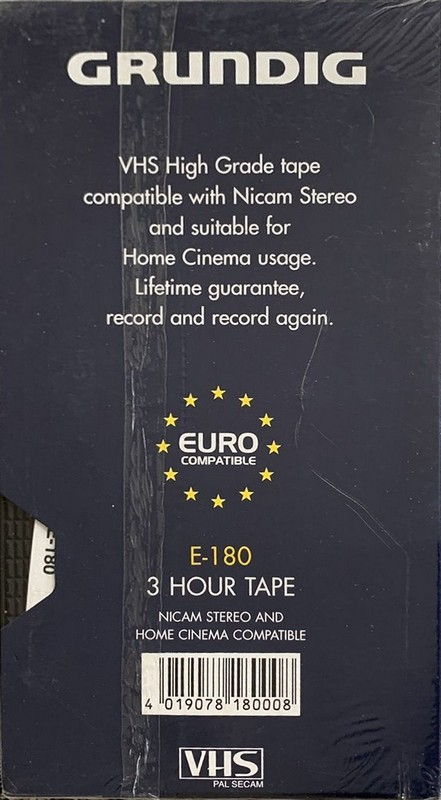 GRUNDIG
VHS High Grade tape
compatible with Nicam Stereo
and suitable for
Home Cinema usage.
Lifetime guarantee,
record and record again.
EURO
COMPATIBLE
E-180
E-180
3 HOUR TAPE
NICAM STEREO AND
HOME CINEMA COMPATIBLE
4 019078 180008
VHS
PAL SECAM